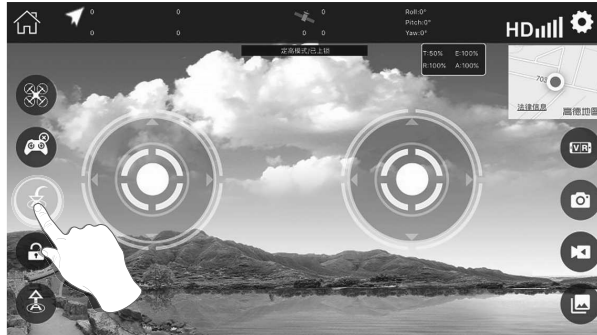 0 0 0 Roll:0°
Pitch:0°
0 0 0 0 Yaw:0°
HD
定高模式/已上锁
T:50% E:100%
R:100% A:100%
703
法律信息 高德地图
VR